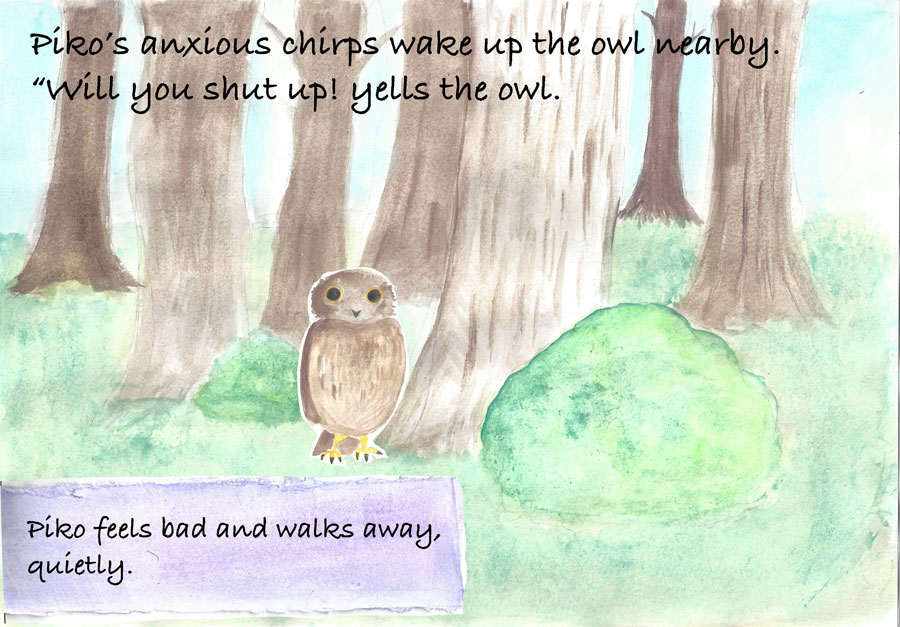 Piko's anxious chirps wake up the owl nearby.
“Will you shut up! yells the owl.
Piko feels bad and walks away,
quietly.